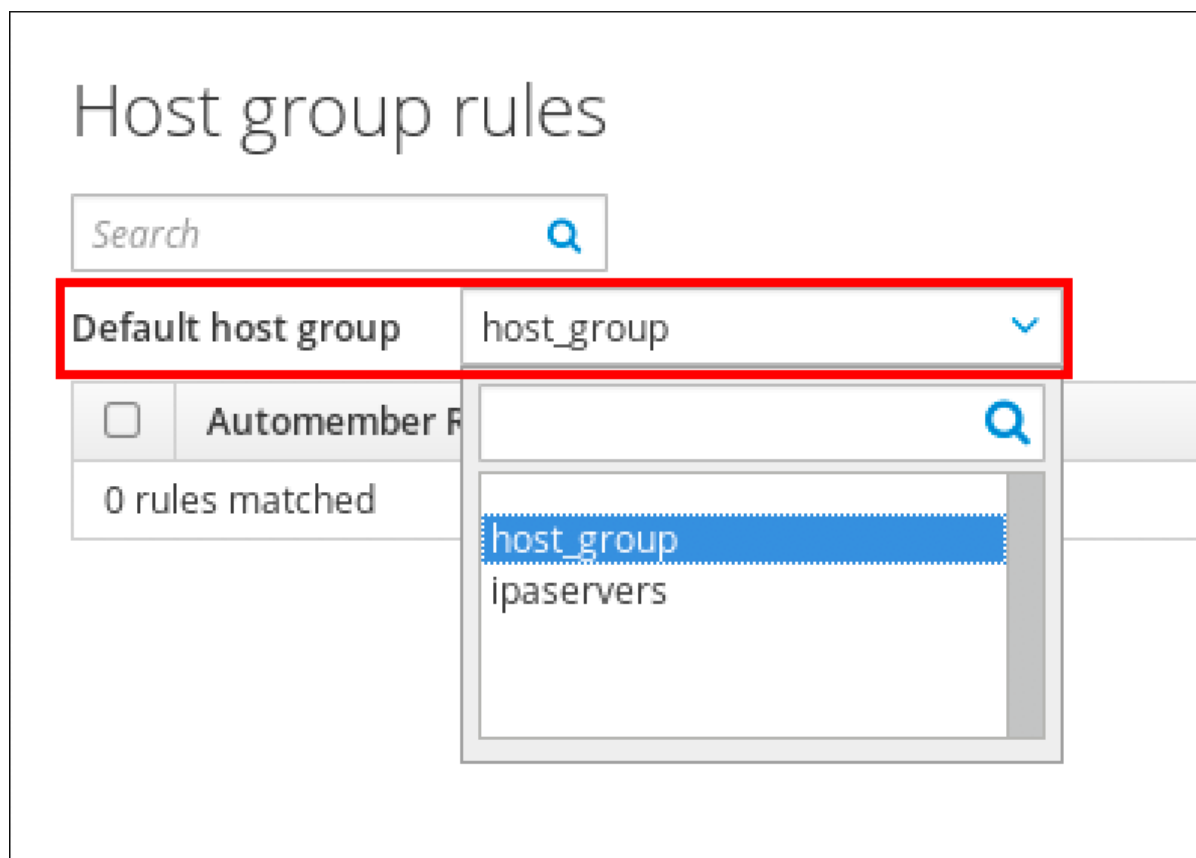 Host group rules
Search
Default host group host_group
Automember R
0 rules matched
host_group
ipaservers